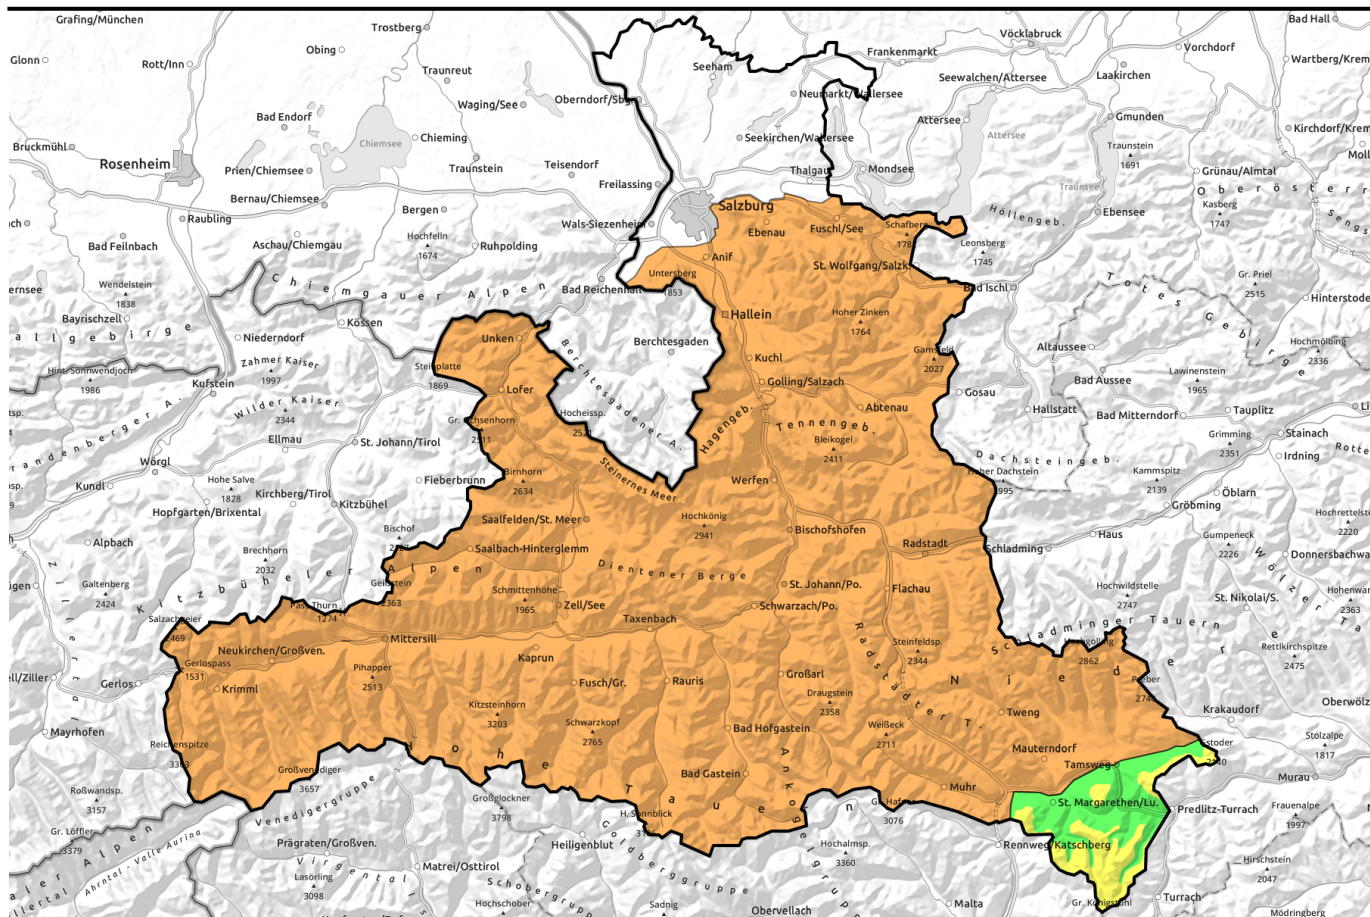 Grafing/München
Trostberg
Bad Hall
Vöcklabruck
Obing
Glonn
Rott/Inn
Traunreut
Seeham
Frankenmarkt
Vorchdorf
Wartberg/Krem
Laakirchen
Seewalchen/Attersee
Waging/See
Oberndorf/Sbg.
Neumarkt/Wallersee
Bad Endorf
Chieming
Chiemsee
Seekirchen/Wallersee
Attersee
Attersee
Gmunden
Kirchdorf/Krem
Bruckmühl
Rosenheim
Prien/Chiemsee
Traunstein
Teisendorf
Thalgau
Mondsee
Traunstein
1691
Grünau/Almtal
Freilassing
Traunsee
Oberösterr
Bernau/Chiemsee
Bergen
Salzburg
Kasberg
1747
Raubling
Wals-Siezenheim
Ebenau
Fuschl/See
Schafberg
Höllengeb.
Ebensee
Bad Feilnbach
Aschau/Chiemgau
Hochfelln
1674
Ruhpolding
Anif
St. Wolfgang/Salzk.
Leonsberg
1745
Wendelstein
1838
Chiemgauer Alpen
Bad Reichenhall
Untersberg
1853
Bad Ischl
Gr. Priel
2515
Totes Gebirge
Hinterstode
Bayrischzell
Kössen
Hallein
Hoher Zinken
1764
Niederndorf
Unken
Berchtesgaden
Berchtesgadener A.
Altaussee
Hochmölbing
2336
Zahmer Kaiser
1997
Steinplatte
1869
Kuchl
Gamsfeld
2027
Hint. Sonnwendjoch
1986
Kufstein
Lofer
Golling/Salzach
Gosau
Bad Aussee
Lawinenstein
1965
Wilder Kaiser
2344
Abtenau
Hallstatt
Bad Mitterndorf
Tauplitz
Hocheissp.
2521
Hagengeb.
Tennengeb.
Ellmau
St. Johann/Tirol
Bleikogel
2411
Grimming
2351
Stainach
Irdning
Wörgl
Steinernes Meer
Dachsteingeb.
Kundl
Hohe Salve
1828
Fieberbrunn
Birnhorn
2634
Werfen
Kammspitz
2139
Öblarn
Kirchberg/Tirol
Kitzbühel
Hopfgarten/Brixental
Gröbming
Saalfelden/St. Meer
Hochkönig
2941
Bischofshofen
Hochrettelste
2220
Alpbach
Brechhorn
2032
Saalbach-Hinterglemm
Radstadt
Schladming
Haus
Gumpeneck
2226
Donnersbachwa
Galtenberg
2424
Kitzbüheler Alpen
Dientener Berge
Geißstein
2363
Schmittenhöhe
1965
St. Johann/Po.
Flachau
Hochwildstelle
2747
St. Nikolai/S.
2363
Zell/See
Schwarzach/Po.
Pass Thurn
1274
Salzachgeier
2469
Mittersill
Taxenbach
Schladminger Tauern
Hochgolling
2862
Rettlkirchspitze
2475
Neukirchen/Großven.
Kaprun
Steinfeldsp.
2344
Gerlospass
1531
Pihapper
2513
Gerlos
Krimml
Fusch/Gr.
Rauris
Großarl
Radstädter T.
Kitzsteinhorn
3203
Draugstein
2358
Tweng
Krakaudorf
Oberwölz
Mayrhofen
Schwarzkopf
2765
Bad Hofgastein
Weißeck
2711
Stolzalpe
1817
Reichenspitze
Mauterndorf
Tamsweg
Hohe Tauern
Großvenediger
3657
Bad Gastein
Murau
Muhr
St. Margarethen/Lu.
Predlitz-Turrach
Roßwandsp.
3157
Venedigergruppe
Großglockner
3798
H. Sonnblick
3076
Frauenalpe
1997
Gr. Löffler
3379
Ahrntal - Valle Aurina
Prägraten/Großven.
Heiligenblut
Goldberggruppe
Hochalmsp.
3360
Rennweg/Katschberg
Matrei/Osttirol
Hirschstein
2047
Lasörling
3098
Schobergruppe
Malta
Turrach
Gr. Königstuhl
Hochschober
Sadnig
Obervellach
Mödringberg